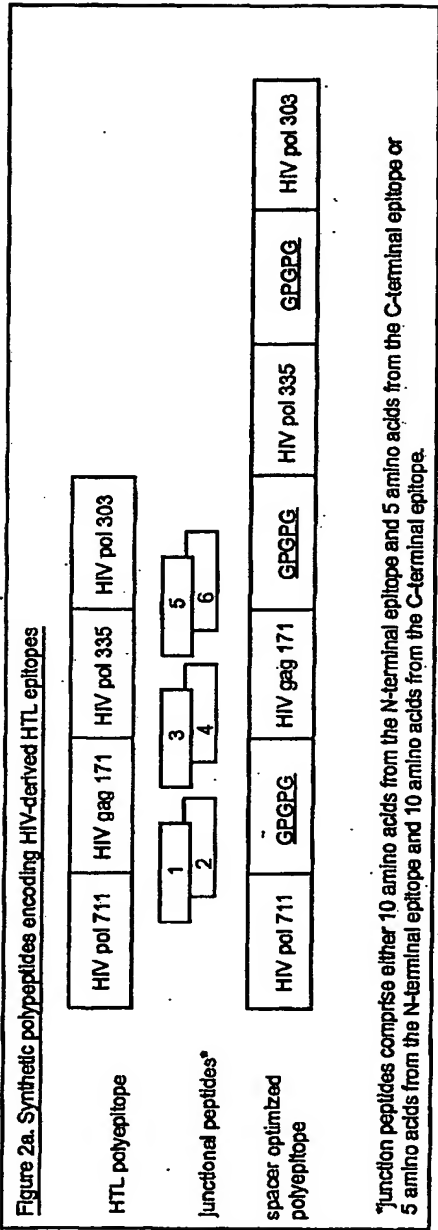 Figure 2a. Synthetic polypeptides encoding HIV-derived HTL epitopes
HTL polyepitope
HIV pol 711
HIV gag 171
HIV pol 335
HIV pol 303
Junctional peptides*
1
2
3
4
5
6
spacer optimized
polyepitope
HIV pol 711
GPGPG
HIV gag 171
GPGPG
HIV pol 335
GPGPG
HIV pol 303
*junction peptides comprise either 10 amino acids from the N-terminal epitope and 5 amino acids from the C-terminal epitope or
5 amino acids from the N-terminal epitope and 10 amino acids from the C-terminal epitope.